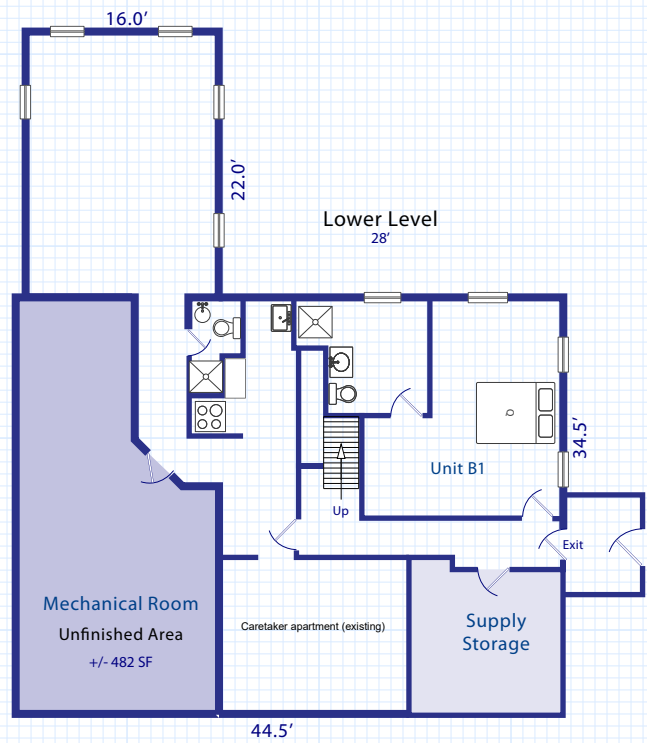 16.0’
22.0’
Lower Level
28’
34.5’
Unit B1
Up
Exit
Mechanical Room
Unfinished Area
+/- 482 SF
Caretaker apartment (existing)
Supply
Storage
44.5’